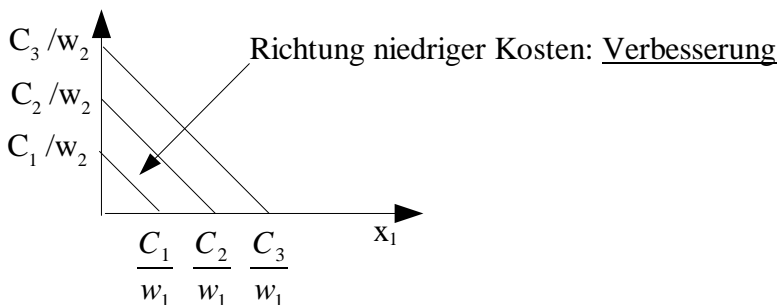 C₃ /w₂
Richtung niedriger Kosten: Verbesserung
C₂ /w₂
C₁ /w₂
x₁
C₁/w₁ C₂/w₁ C₃/w₁